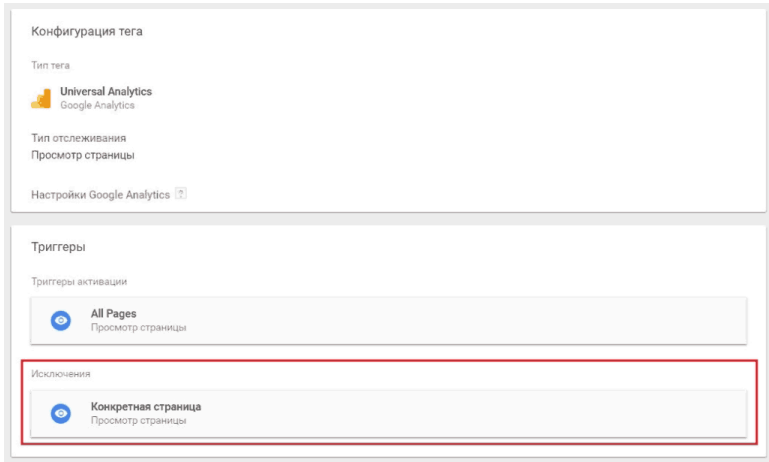 Конфигурация тега
Тип тега
Universal Analytics
Google Analytics
Тип отслеживания
Просмотр страницы
Настройки Google Analytics ?
Триггеры
Триггеры активации
All Pages
Просмотр страницы
Исключения
Конкретная страница
Просмотр страницы